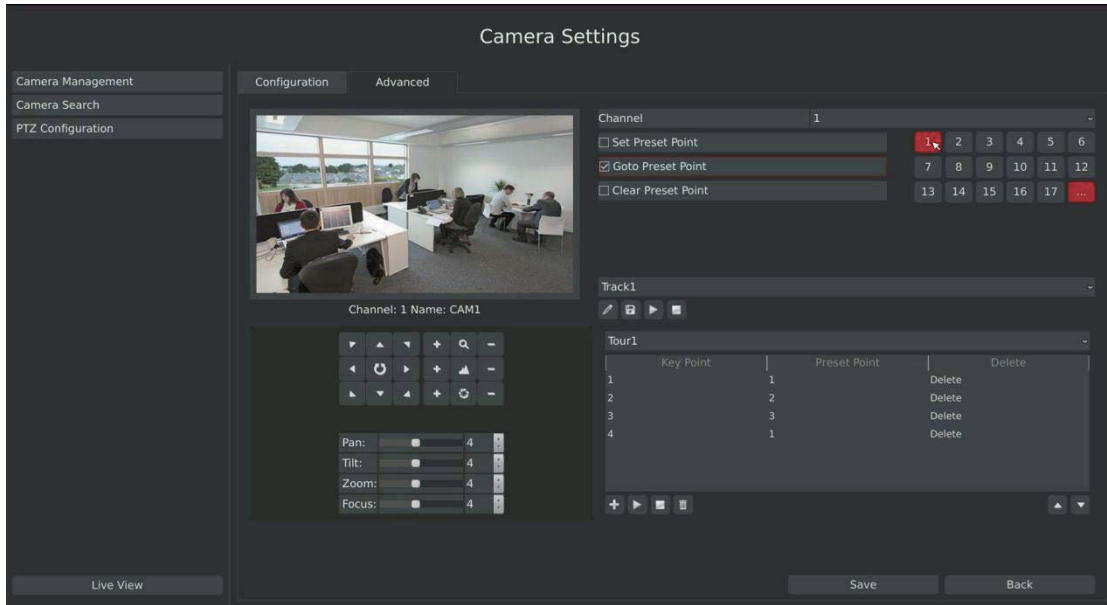 Camera Settings
Camera Management
Camera Search
PTZ Configuration
Configuration Advanced
Channel 1
Set Preset Point 1 2 3 4 5 6
Goto Preset Point 7 8 9 10 11 12
Clear Preset Point 13 14 15 16 17 ...
Channel: 1 Name: CAM1
Track1
Tour1
Key Point Preset Point Delete
1 1 Delete
2 2 Delete
3 3 Delete
4 1 Delete
Pan: 4
Tilt: 4
Zoom: 4
Focus: 4
Live View Save Back